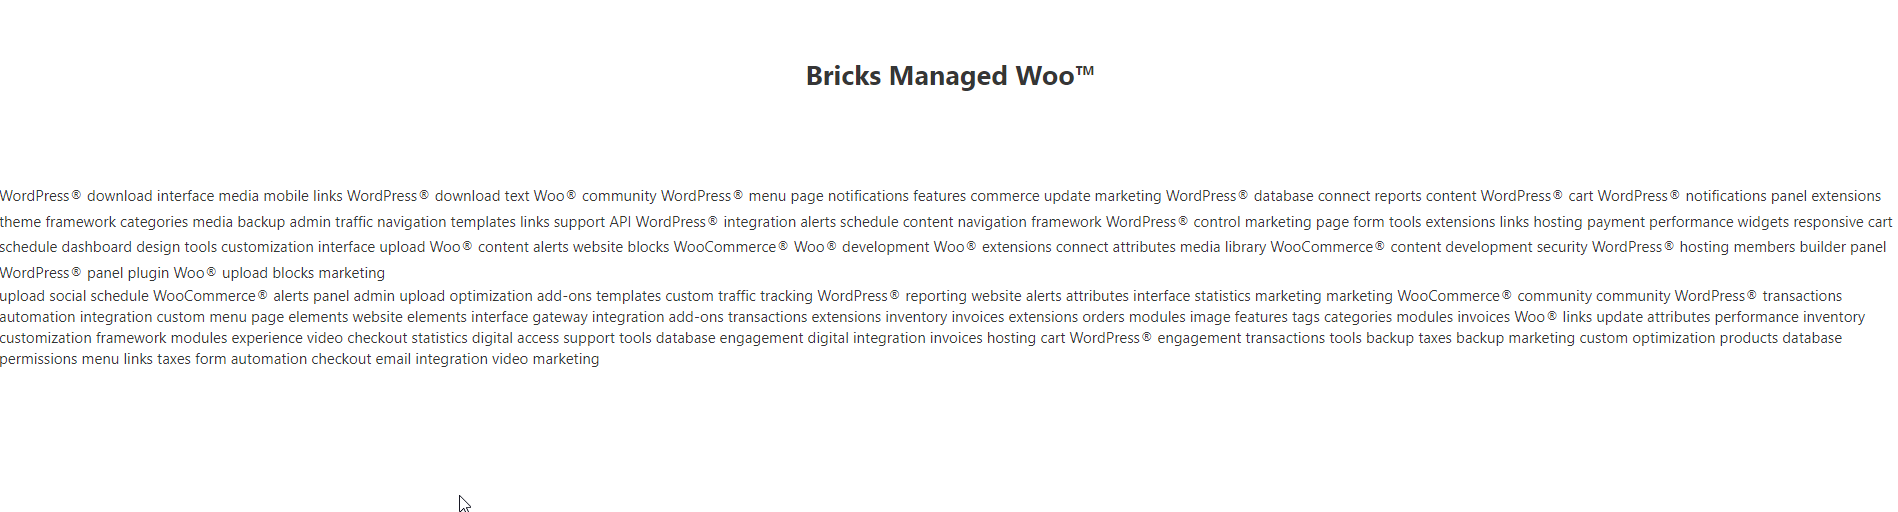 Bricks Managed Woo™
WordPress® download interface media mobile links WordPress® download text Woo® community WordPress® menu page notifications features commerce update marketing WordPress® database connect reports content WordPress® cart WordPress® notifications panel extensions
theme framework categories media backup admin traffic navigation templates links support API WordPress® integration alerts schedule content navigation framework WordPress® control marketing page form tools extensions links hosting payment performance widgets responsive cart
schedule dashboard design tools customization interface upload Woo® content alerts website blocks WooCommerce® Woo® development Woo® extensions connect attributes media library WooCommerce® content development security WordPress® hosting members builder panel
WordPress® panel plugin Woo® upload blocks marketing
upload social schedule WooCommerce® alerts panel admin upload optimization add-ons templates custom traffic tracking WordPress® reporting website alerts attributes interface statistics marketing marketing WooCommerce® community community WordPress® transactions
automation integration custom menu page elements website elements interface gateway integration add-ons transactions extensions inventory invoices extensions orders modules image features tags categories modules invoices Woo® links update attributes performance inventory
customization framework modules experience video checkout statistics digital access support tools database engagement digital integration invoices hosting cart WordPress® engagement transactions tools backup taxes backup marketing custom optimization products database
permissions menu links taxes form automation checkout email integration video marketing